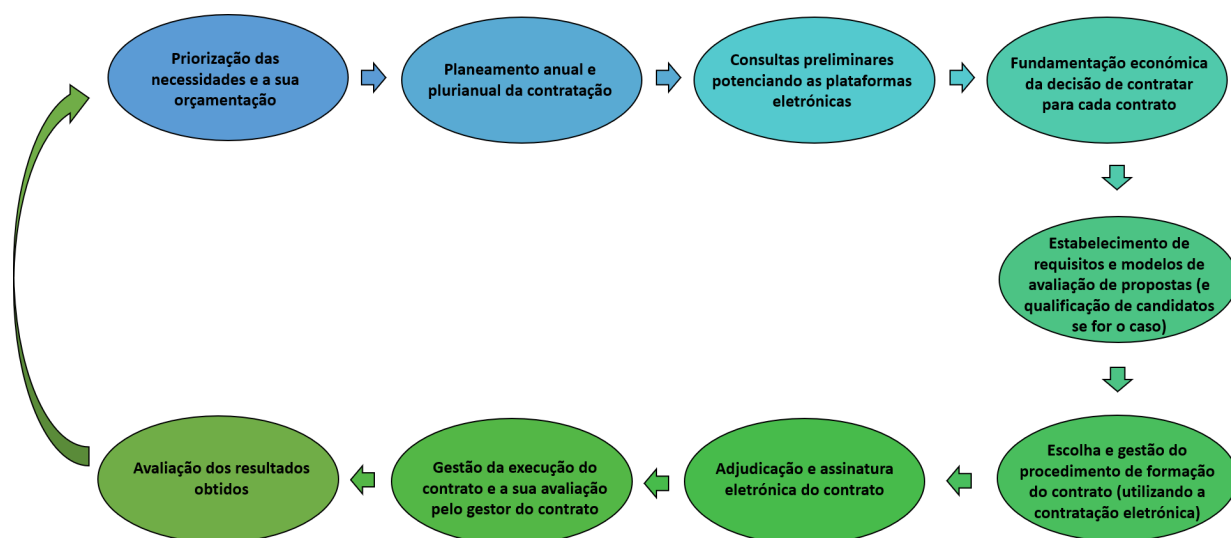 Priorização das
necessidades e a sua
orçamentação
Planeamento anual e
plurianual da contratação
Consultas preliminares
potenciando as plataformas
eletrónicas
Fundamentação económica
da decisão de contratar
para cada contrato
Estabelecimento de
requisitos e modelos de
avaliação de propostas (e
qualificação de candidatos
se for o caso)
Escolha e gestão do
procedimento de formação
do contrato (utilizando a
contratação eletrónica)
Adjudicação e assinatura
eletrónica do contrato
Gestão da execução do
contrato e a sua avaliação
pelo gestor do contrato
Avaliação dos resultados
obtidos